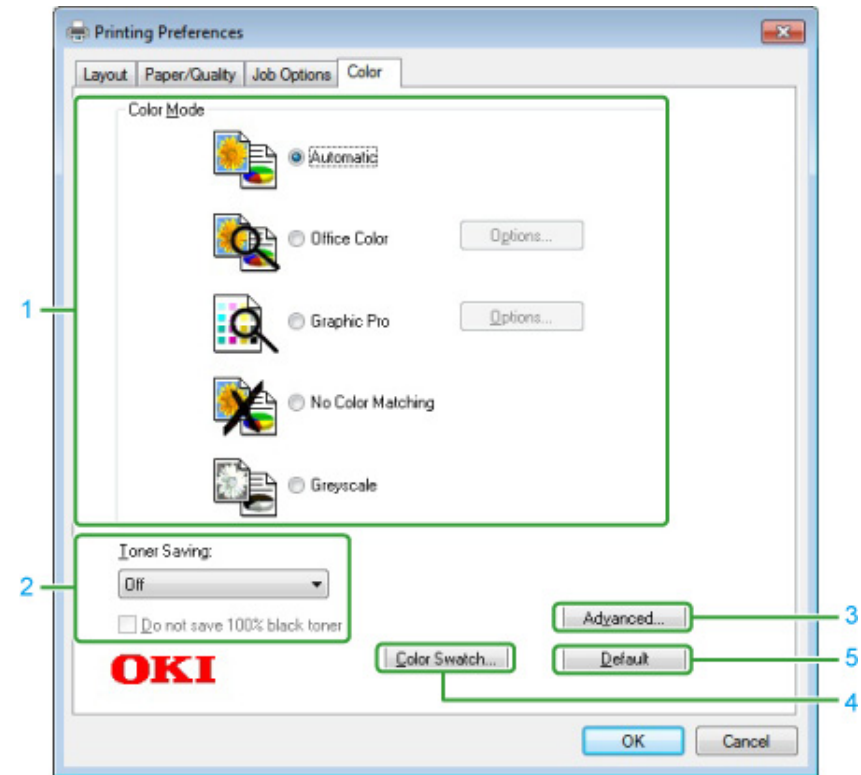 Printing Preferences
Layout Paper/Quality Job Options Color
Color Mode
Automatic
Office Color Options...
1
Graphic Pro Options...
No Color Matching
Greyscale
Toner Saving:
2 Off
Do not save 100% black toner
Advanced... 3
OKI Color Swatch... Default 5
4
OK Cancel